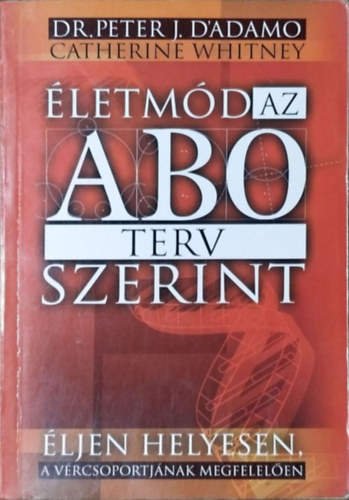 DR. PETER J. D'ADAMO
CATHERINE WHITNEY
ÉLETMÓD AZ
ABO
TERV
SZERINT
ÉLJEN HELYESEN,
A VÉRCSOPORTJÁNAK MEGFELELŐEN